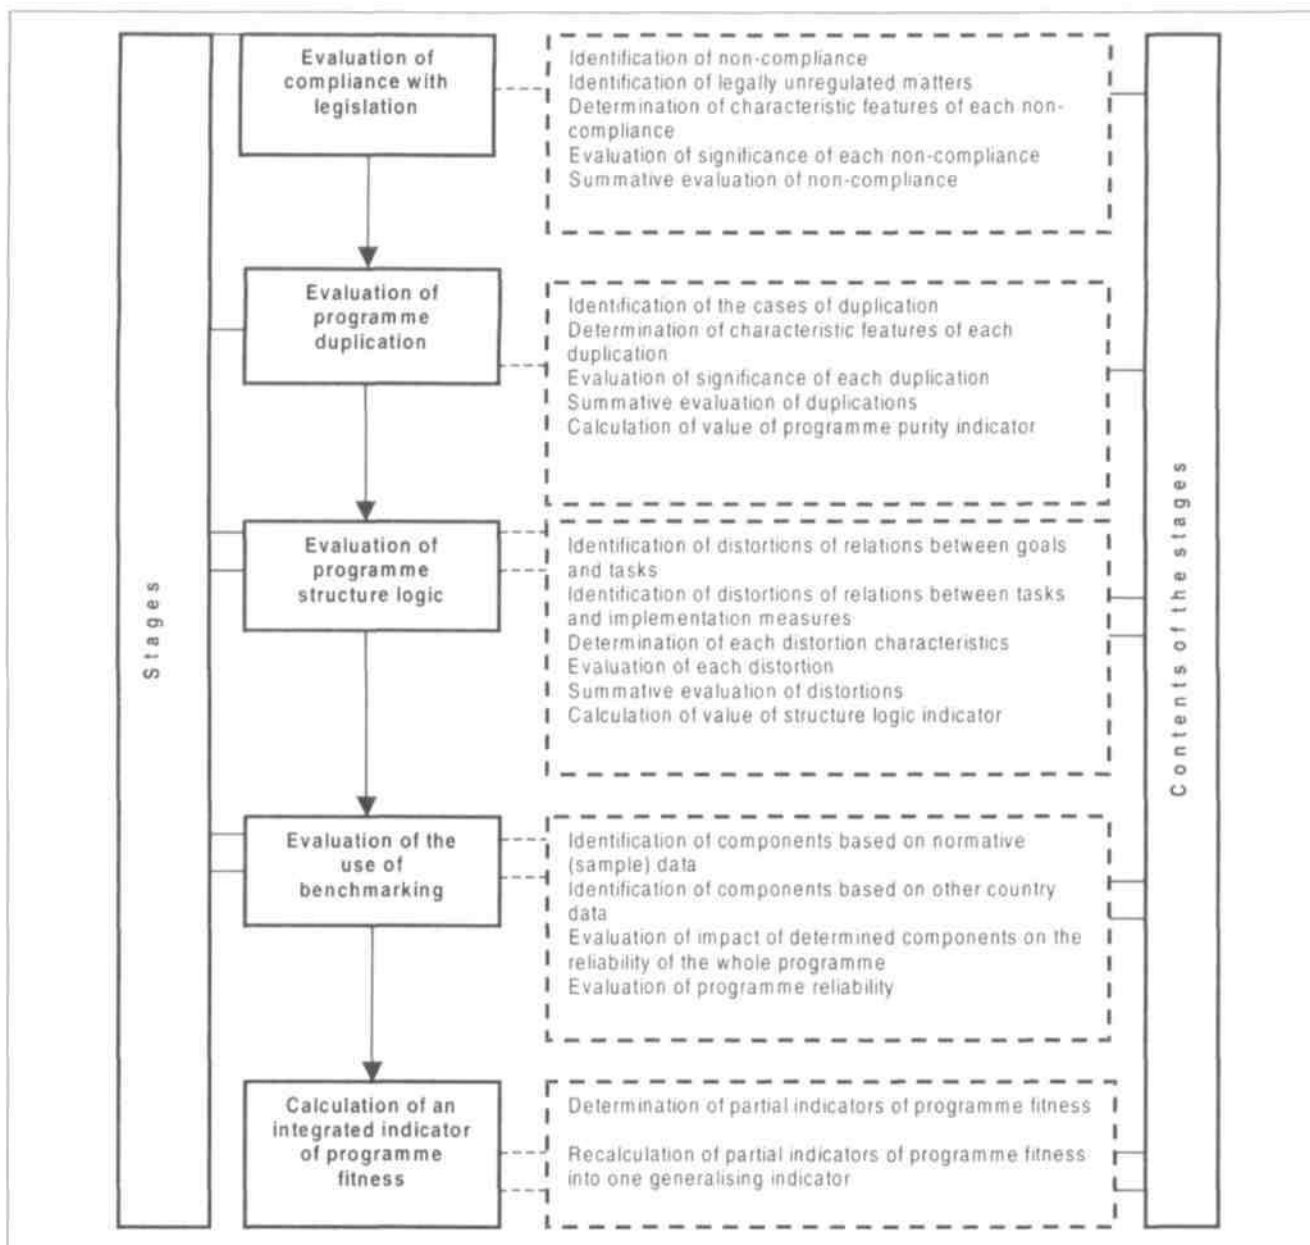 Stages
Evaluation of
compliance with
legislation
Identification of non-compliance
Identification of legally unregulated matters
Determination of characteristic features of each non-
compliance
Evaluation of significance of each non-compliance
Summative evaluation of non-compliance
Evaluation of
programme
duplication
Identification of the cases of duplication
Determination of characteristic features of each
duplication
Evaluation of significance of each duplication
Summative evaluation of duplications
Calculation of value of programme purity indicator
Evaluation of
programme
structure logic
Identification of distortions of relations between goals
and tasks
Identification of distortions of relations between tasks
and implementation measures
Determination of each distortion characteristics
Evaluation of each distortion
Summative evaluation of distortions
Calculation of value of structure logic indicator
Evaluation of the
use of
benchmarking
Identification of components based on normative
(sample) data
Identification of components based on other country
data
Evaluation of impact of determined components on the
reliability of the whole programme
Evaluation of programme reliability
Calculation of an
integrated indicator
of programme
fitness
Determination of partial indicators of programme fitness
Recalculation of partial indicators of programme fitness
into one generalising indicator
Contents of the stages